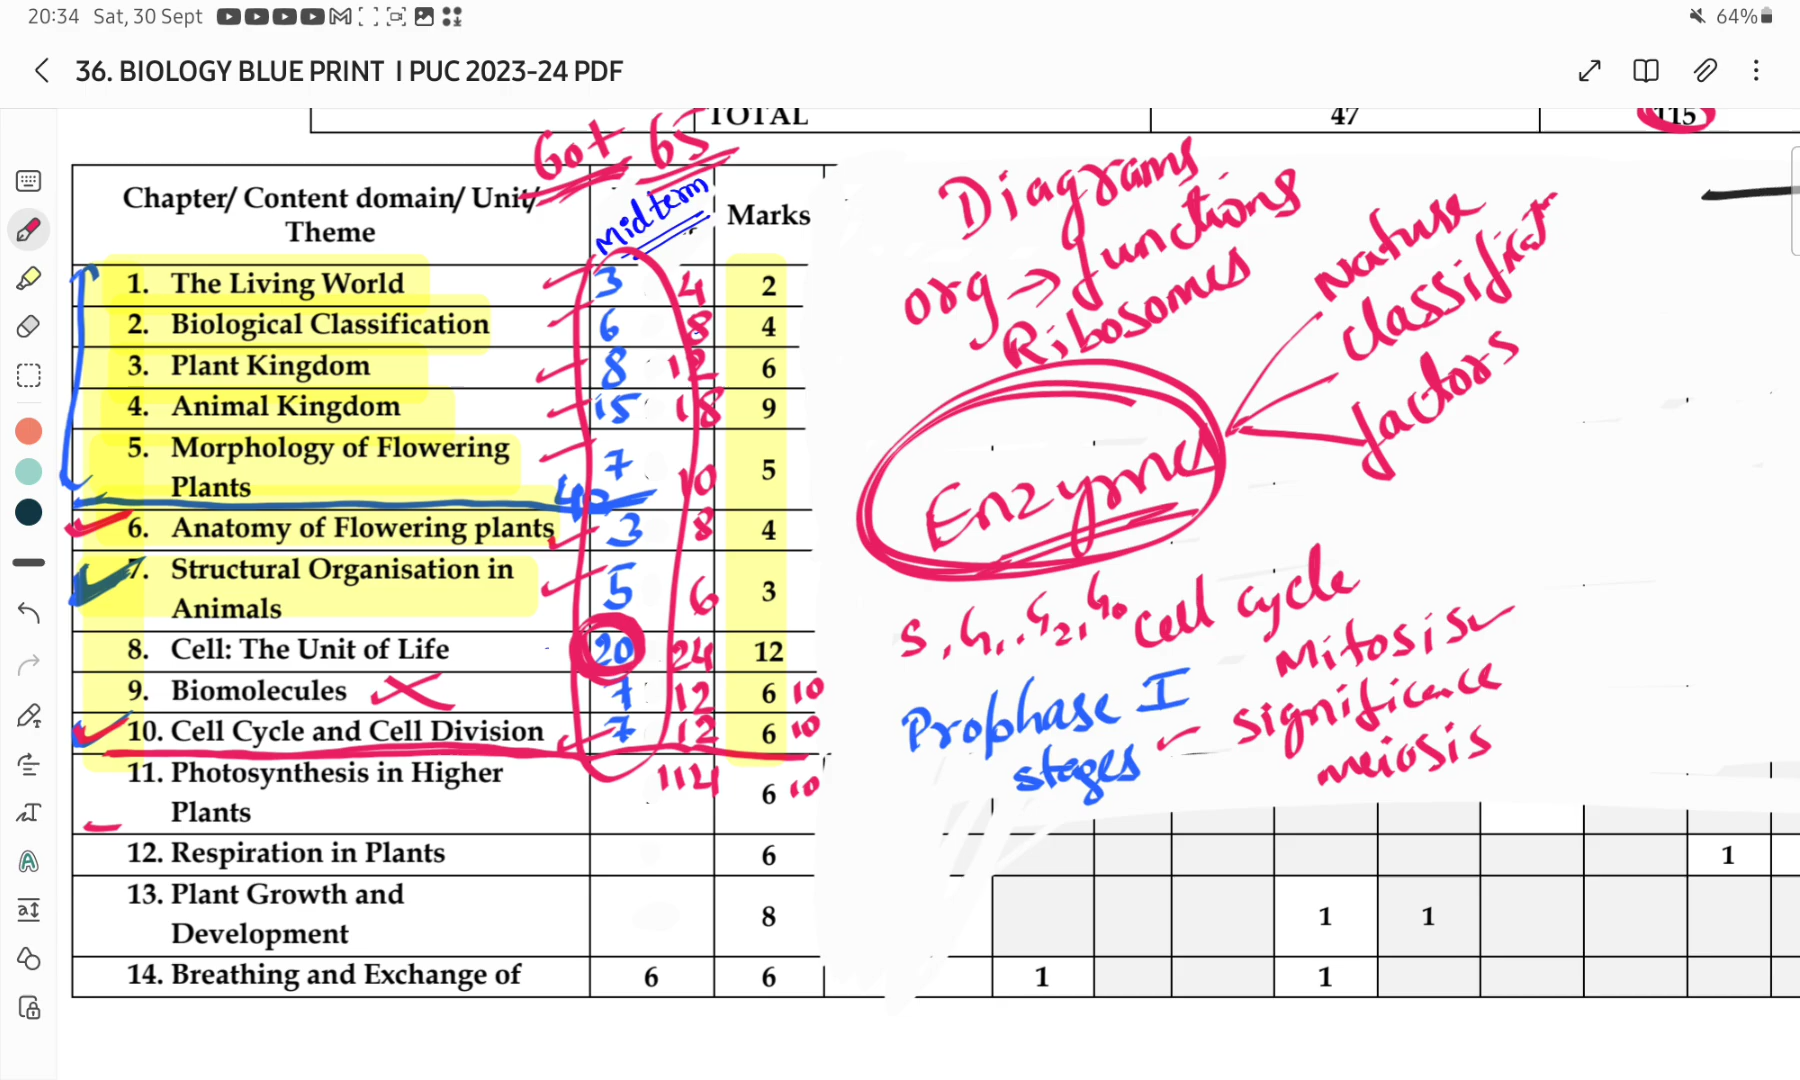 20:34 Sat, 30 Sept
64%
36. BIOLOGY BLUE PRINT I PUC 2023-24 PDF
TOTAL 47 115
Got 65
Chapter/ Content domain/ Unit/ Theme Midterm Marks
1. The Living World 3 4 2
2. Biological Classification 6 8 4
3. Plant Kingdom 8 12 6
4. Animal Kingdom 15 18 9
5. Morphology of Flowering Plants 7 10 5
40
6. Anatomy of Flowering plants 3 8 4
7. Structural Organisation in Animals 5 6 3
8. Cell: The Unit of Life 20 24 12
9. Biomolecules 7 12 6 10
10. Cell Cycle and Cell Division 7 12 6 10
114
11. Photosynthesis in Higher Plants 6 10
12. Respiration in Plants 6 1
13. Plant Growth and Development 8 1 1
14. Breathing and Exchange of 6 6 1 1
Diagrams
org → functions
Ribosomes
Enzymes
Nature
classificat
factors
S, G1, G2, G0 cell cycle
Mitosis
Prophase I
stages
significance
meiosis